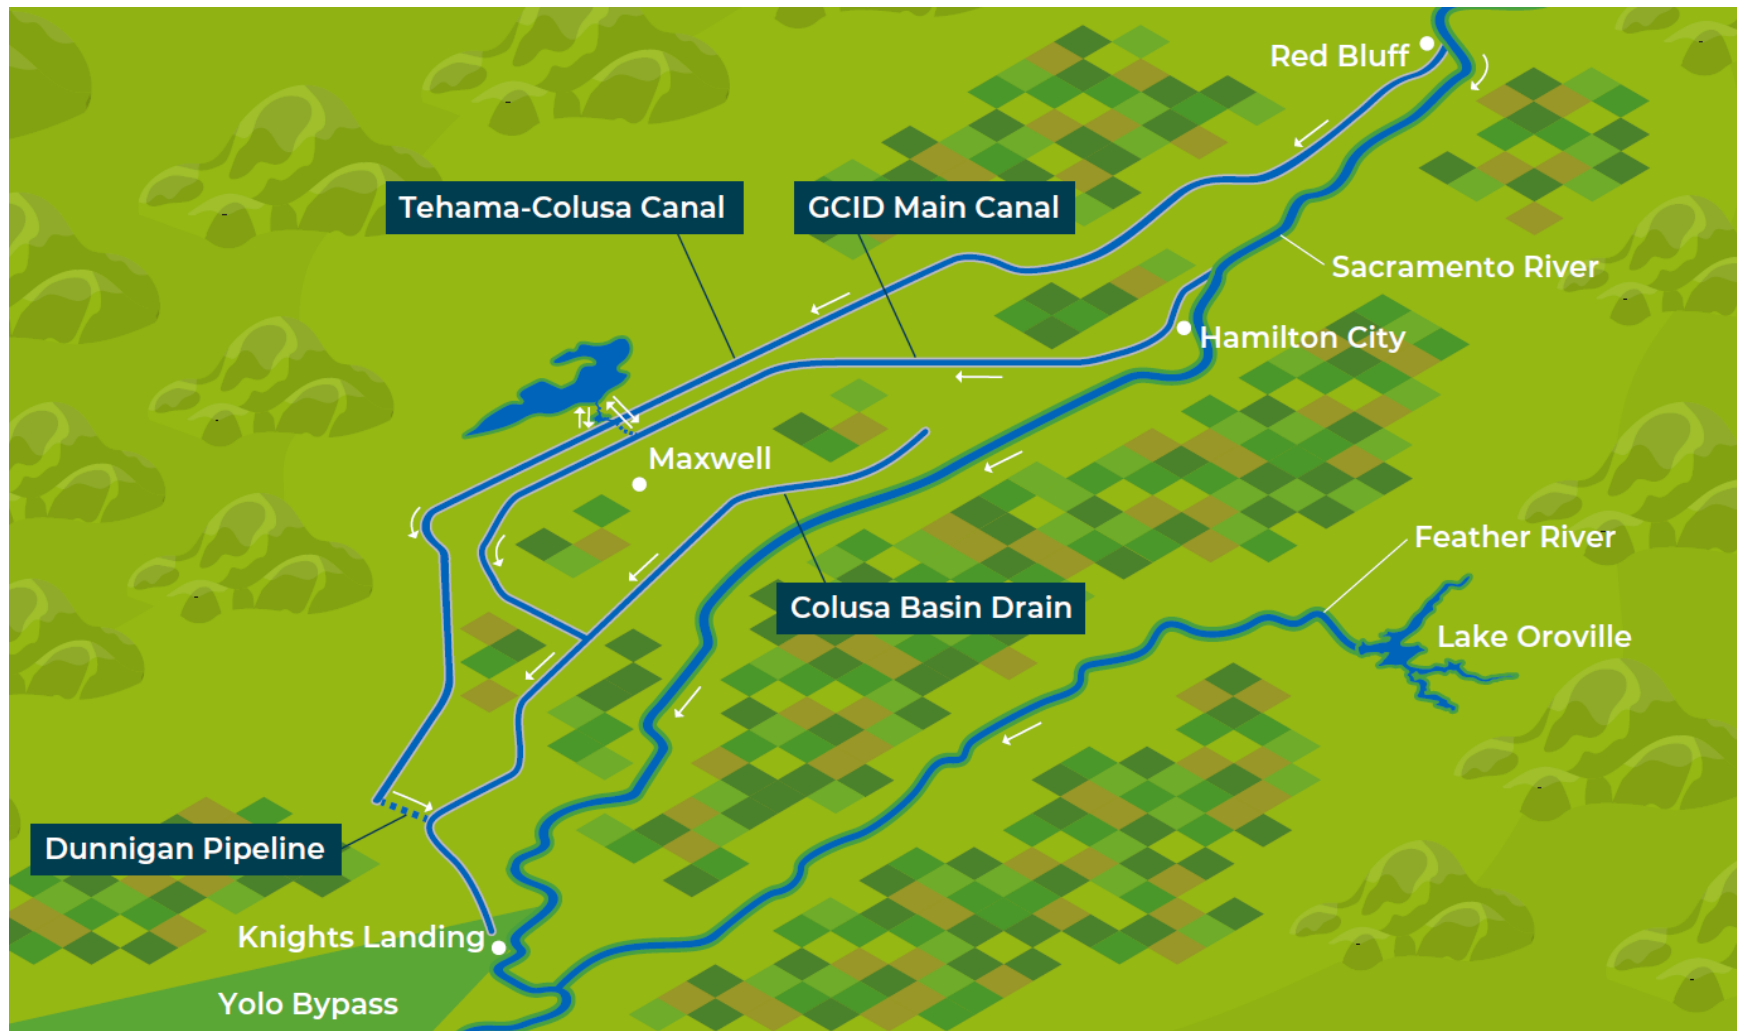 Red Bluff
Tehama-Colusa Canal
GCID Main Canal
Sacramento River
Hamilton City
Maxwell
Feather River
Colusa Basin Drain
Lake Oroville
Dunnigan Pipeline
Knights Landing
Yolo Bypass